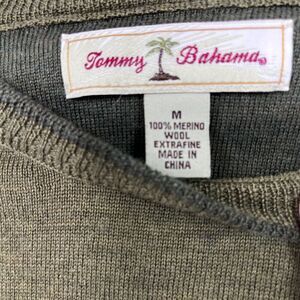 Tommy Bahama®
M
100% MERINO
WOOL
EXTRAFINE
MADE IN
CHINA